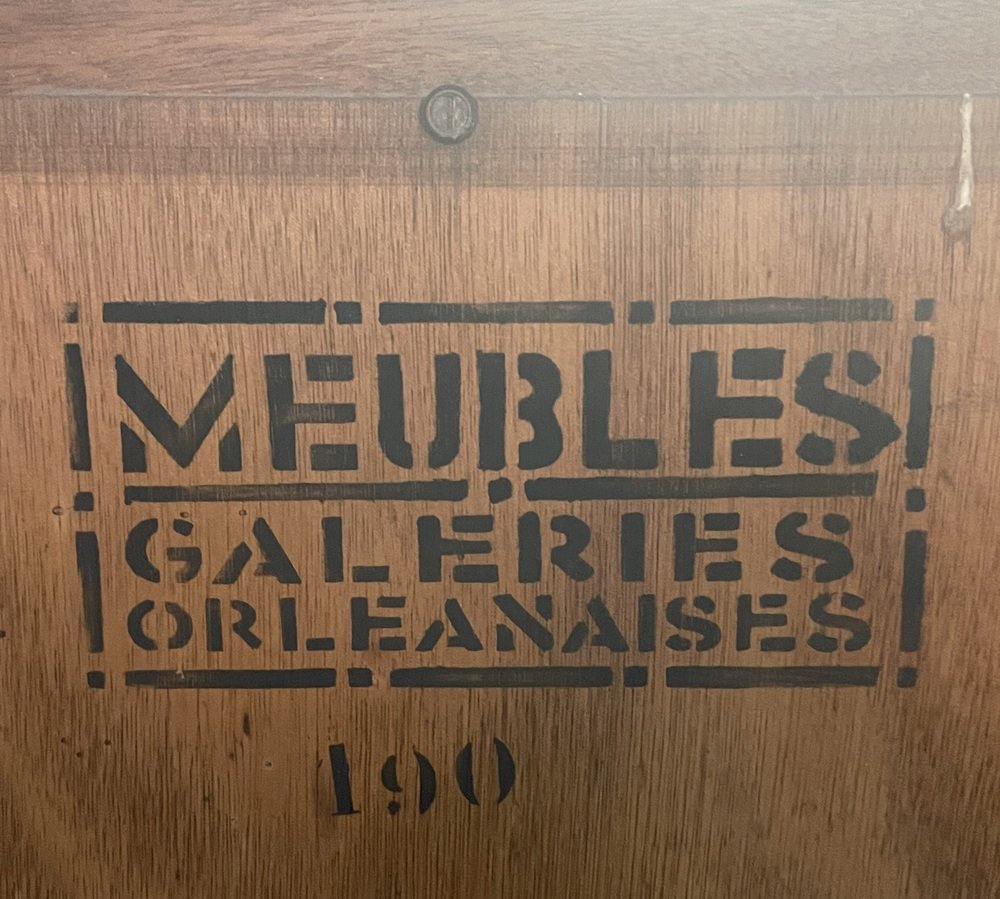 MEUBLES
GALERIES
ORLEANAISES
190